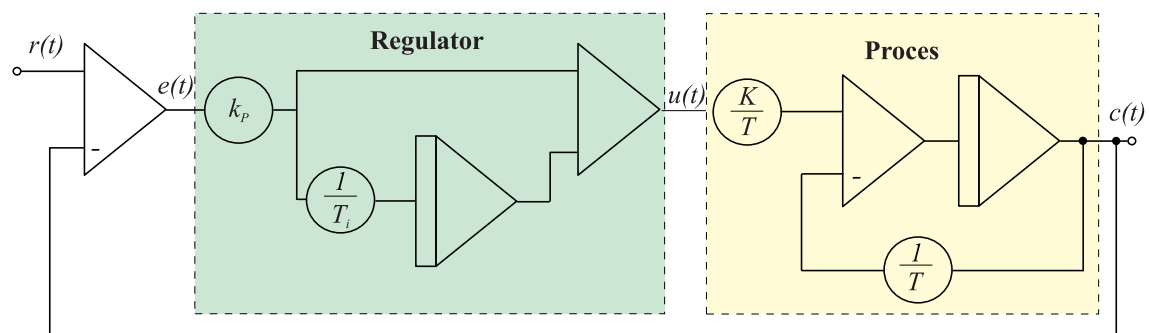 r(t)
-
e(t)
Regulator
k_P
1
T_i
u(t)
Proces
K
T
-
1
T
c(t)